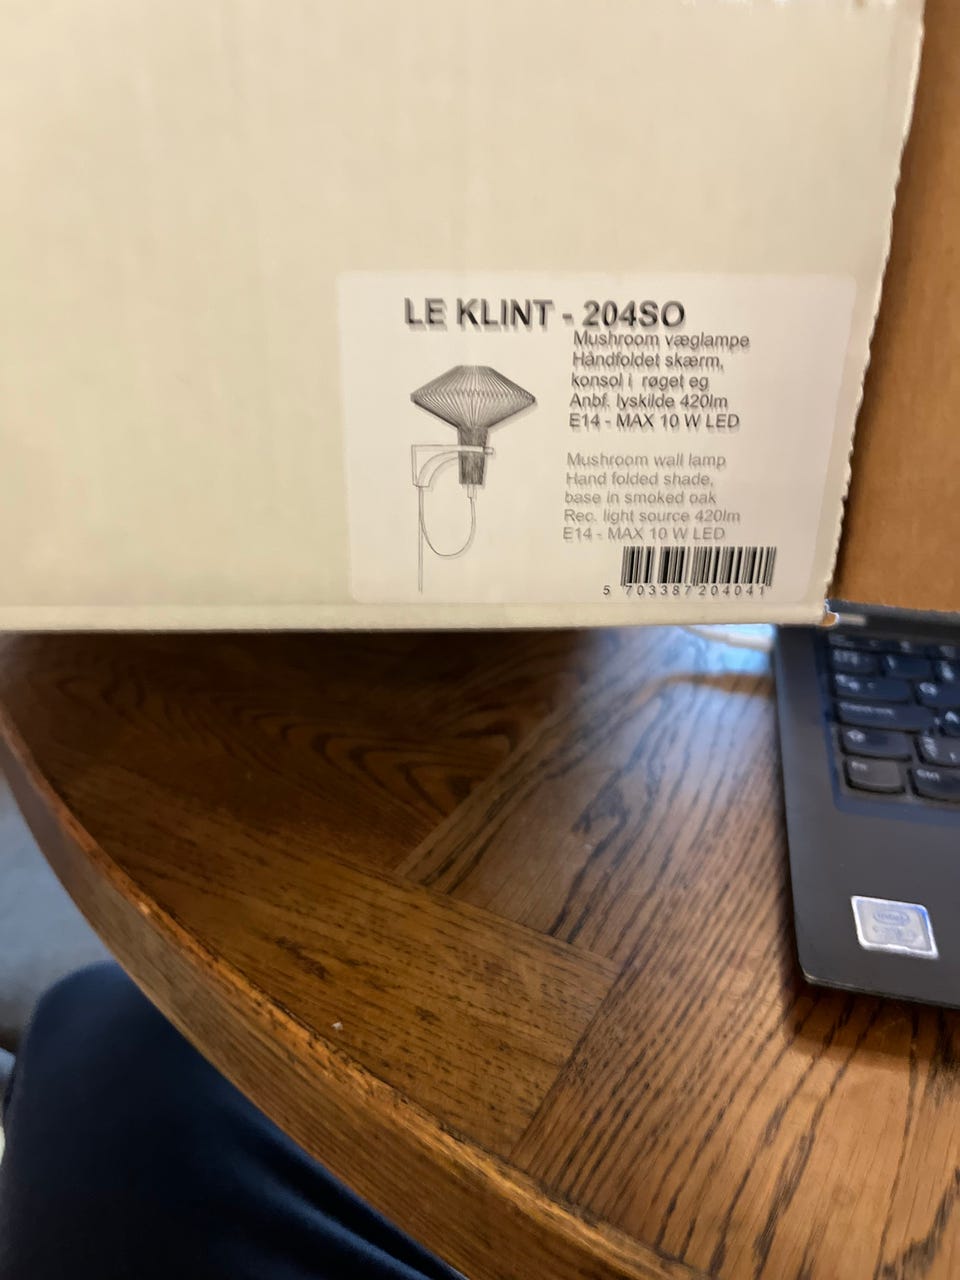 LE KLINT - 204SO
Mushroom væglampe
Håndfoldet skærm,
konsol i røget eg
Anbf. lyskilde 420lm
E14 - MAX 10 W LED
Mushroom wall lamp
Hand folded shade,
base in smoked oak
Rec. light source 420lm
E14 - MAX 10 W LED
5 703387 204041
intel